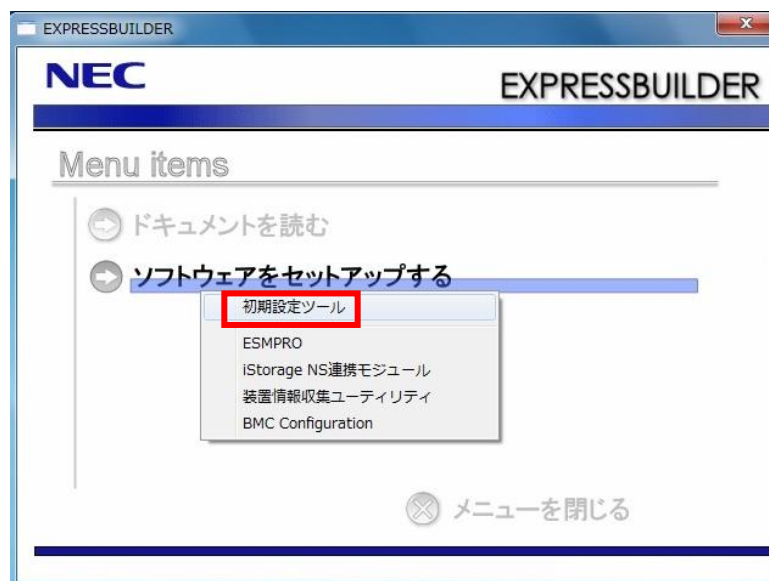 EXPRESSBUILDER
NEC
EXPRESSBUILDER
Menu items
ドキュメントを読む
ソフトウェアをセットアップする
初期設定ツール
ESMPRO
iStorage NS連携モジュール
装置情報収集ユーティリティ
BMC Configuration
メニューを閉じる